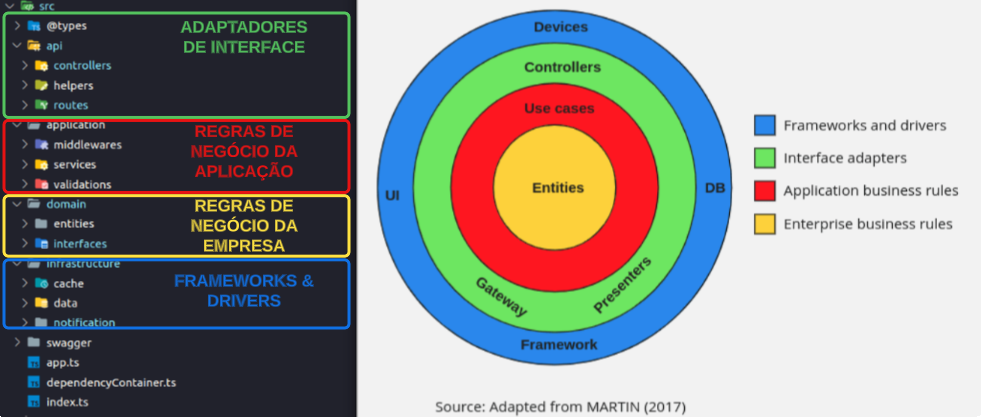 src
@types
api
controllers
helpers
routes
ADAPTADORES
DE INTERFACE
application
middlewares
services
validations
REGRAS DE
NEGÓCIO DA
APLICAÇÃO
domain
entities
interfaces
REGRAS DE
NEGÓCIO DA
EMPRESA
infrastructure
cache
data
notification
FRAMEWORKS &
DRIVERS
swagger
app.ts
dependencyContainer.ts
index.ts
Devices
Controllers
Use cases
Entities
UI
DB
Gateway
Presenters
Framework
Frameworks and drivers
Interface adapters
Application business rules
Enterprise business rules
Source: Adapted from MARTIN (2017)